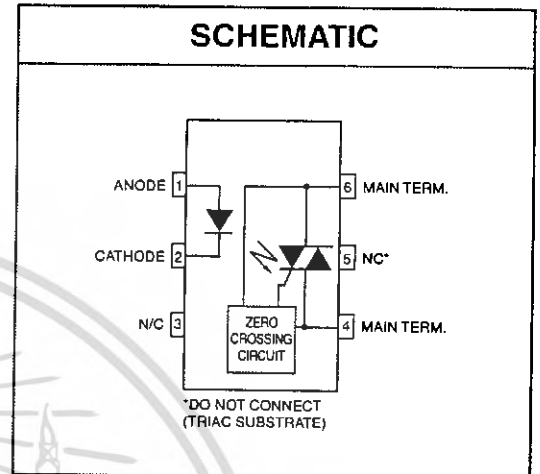 SCHEMATIC
ANODE 1
6 MAIN TERM.
CATHODE 2
5 NC*
N/C 3
ZERO
CROSSING
CIRCUIT
4 MAIN TERM.
*DO NOT CONNECT
(TRIAC SUBSTRATE)